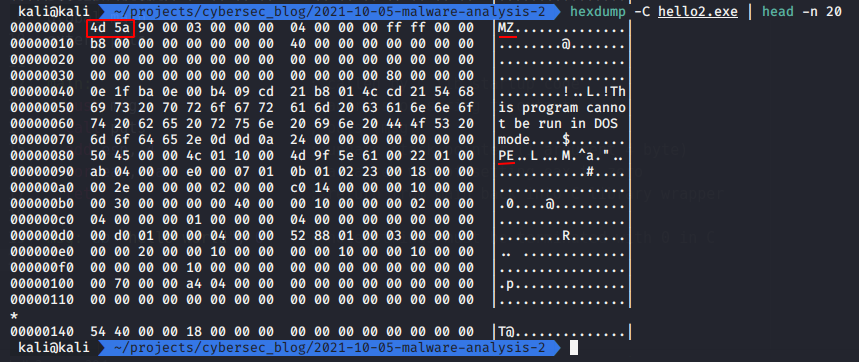 kali@kali ~/projects/cybersec_blog/2021-10-05-malware-analysis-2 hexdump -C hello2.exe | head -n 20
00000000 4d 5a 90 00 03 00 00 00 04 00 00 00 ff ff 00 00 |MZ..............|
00000010 b8 00 00 00 00 00 00 00 40 00 00 00 00 00 00 00 |........@.......|
00000020 00 00 00 00 00 00 00 00 00 00 00 00 00 00 00 00 |................|
00000030 00 00 00 00 00 00 00 00 00 00 00 00 80 00 00 00 |................|
00000040 0e 1f ba 0e 00 b4 09 cd 21 b8 01 4c cd 21 54 68 |........!..L.!Th|
00000050 69 73 20 70 72 6f 67 72 61 6d 20 63 61 6e 6e 6f |is program canno|
00000060 74 20 62 65 20 72 75 6e 20 69 6e 20 44 4f 53 20 |t be run in DOS |
00000070 6d 6f 64 65 2e 0d 0d 0a 24 00 00 00 00 00 00 00 |mode....$.......|
00000080 50 45 00 00 4c 01 10 00 4d 9f 5e 61 00 22 01 00 |PE..L...M.^a."..|
00000090 ab 04 00 00 e0 00 07 01 0b 01 02 23 00 18 00 00 |...........#....|
000000a0 00 2e 00 00 00 02 00 00 c0 14 00 00 00 10 00 00 |................|
000000b0 00 30 00 00 00 00 40 00 00 10 00 00 00 02 00 00 |.0....@.........|
000000c0 04 00 00 00 01 00 00 00 04 00 00 00 00 00 00 00 |................|
000000d0 00 d0 01 00 00 04 00 00 52 88 01 00 03 00 00 00 |........R.......|
000000e0 00 00 20 00 00 10 00 00 00 00 10 00 00 10 00 00 |.. .............|
000000f0 00 00 00 00 10 00 00 00 00 00 00 00 00 00 00 00 |................|
00000100 00 70 00 00 a4 04 00 00 00 00 00 00 00 00 00 00 |.p..............|
00000110 00 00 00 00 00 00 00 00 00 00 00 00 00 00 00 00 |................|
*
00000140 54 40 00 00 18 00 00 00 00 00 00 00 00 00 00 00 |T@..............|
kali@kali ~/projects/cybersec_blog/2021-10-05-malware-analysis-2